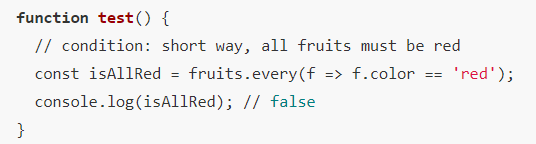 function test() {
  // condition: short way, all fruits must be red
  const isAllRed = fruits.every(f => f.color == 'red');
  console.log(isAllRed); // false
}